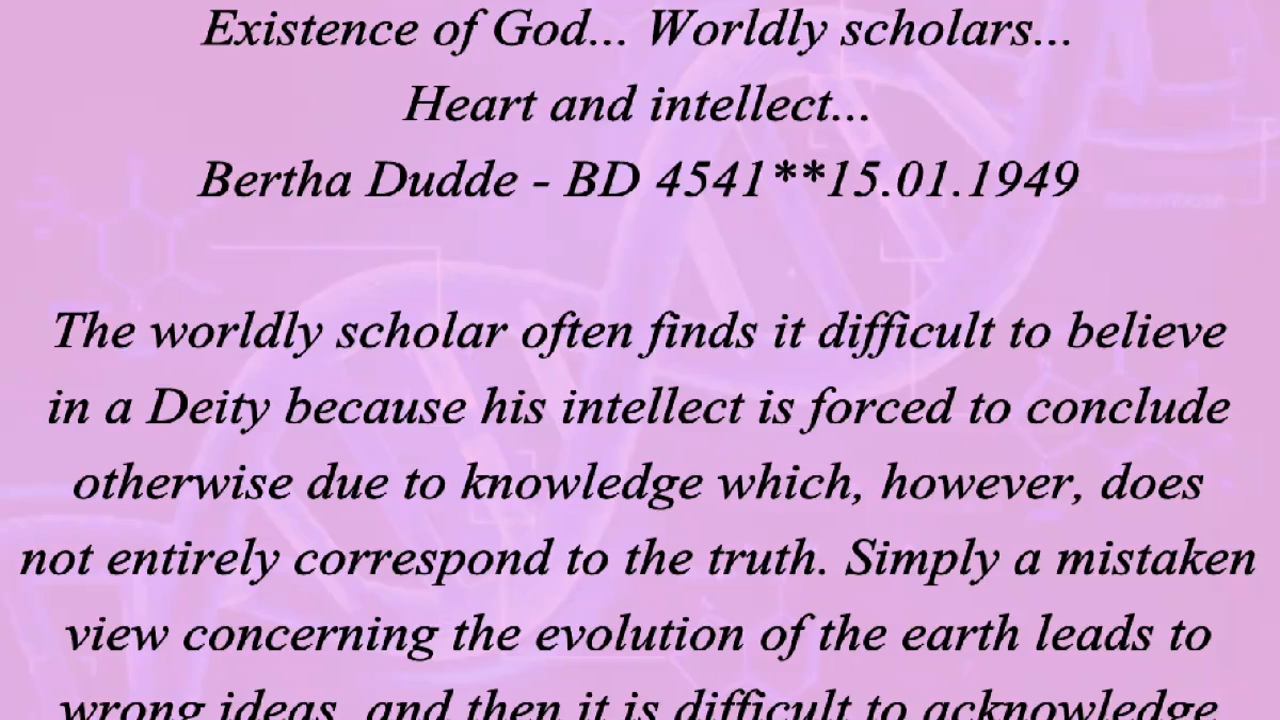 Existence of God... Worldly scholars...
Heart and intellect...
Bertha Dudde - BD 4541**15.01.1949
The worldly scholar often finds it difficult to believe
in a Deity because his intellect is forced to conclude
otherwise due to knowledge which, however, does
not entirely correspond to the truth. Simply a mistaken
view concerning the evolution of the earth leads to
wrong ideas, and then it is difficult to acknowledge